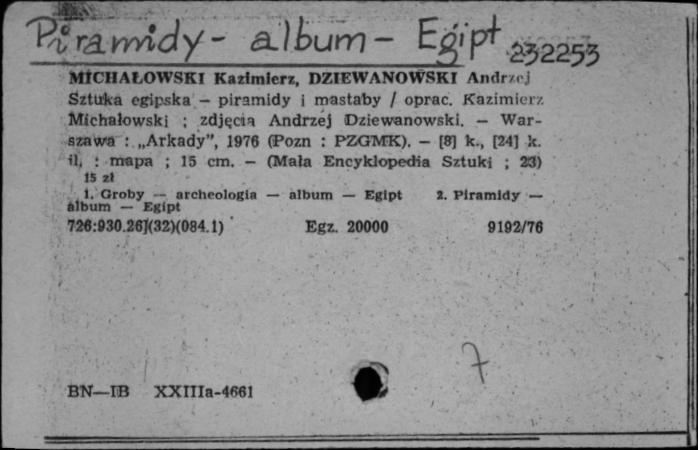 Piramidy - album - Egipt 232253
MICHAŁOWSKI Kazimierz, DZIEWANOWSKI Andrzej
Sztuka egipska – piramidy i mastaby / oprac. Kazimierz
Michałowski ; zdjęcia Andrzej Dziewanowski. – War-
szawa : „Arkady", 1976 (Pozn : PZGMK). – [8] k., [24] k.
il. : mapa ; 15 cm. – (Mała Encyklopedia Sztuki ; 23)
15 zł
1. Groby — archeologia — album — Egipt 2. Piramidy —
album — Egipt
726:930.26](32)(084.1) Egz. 20000 9192/76
7
BN—IB XXIIIa-4661